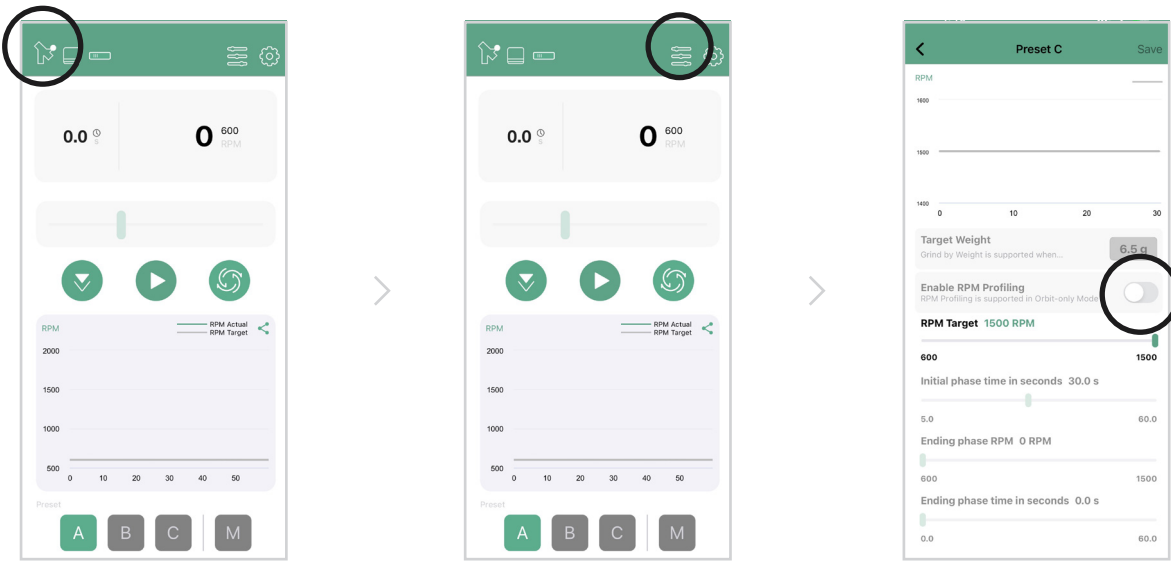 0.0 s
0 600 RPM
RPM
RPM Actual
RPM Target
2000
1500
1000
500
0 10 20 30 40 50
Preset
A B C M
0.0 s
0 600 RPM
RPM
RPM Actual
RPM Target
2000
1500
1000
500
0 10 20 30 40 50
Preset
A B C M
Preset C Save
RPM
1600
1500
1400
0 10 20 30
Target Weight
Grind by Weight is supported when...
6.5 g
Enable RPM Profiling
RPM Profiling is supported in Orbit-only Mode
RPM Target 1500 RPM
600 1500
Initial phase time in seconds 30.0 s
5.0 60.0
Ending phase RPM 0 RPM
600 1500
Ending phase time in seconds 0.0 s
0.0 60.0